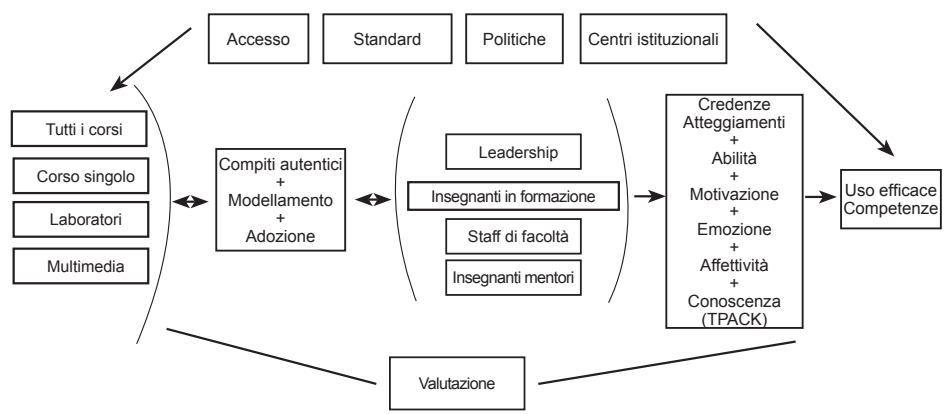 Accesso
Standard
Politiche
Centri istituzionali
Tutti i corsi
Corso singolo
Laboratori
Multimedia
Compiti autentici
+
Modellamento
+
Adozione
Leadership
Insegnanti in formazione
Staff di facoltà
Insegnanti mentori
Credenze
Atteggiamenti
+
Abilità
+
Motivazione
+
Emozione
+
Affettività
+
Conoscenza
(TPACK)
Uso efficace
Competenze
Valutazione